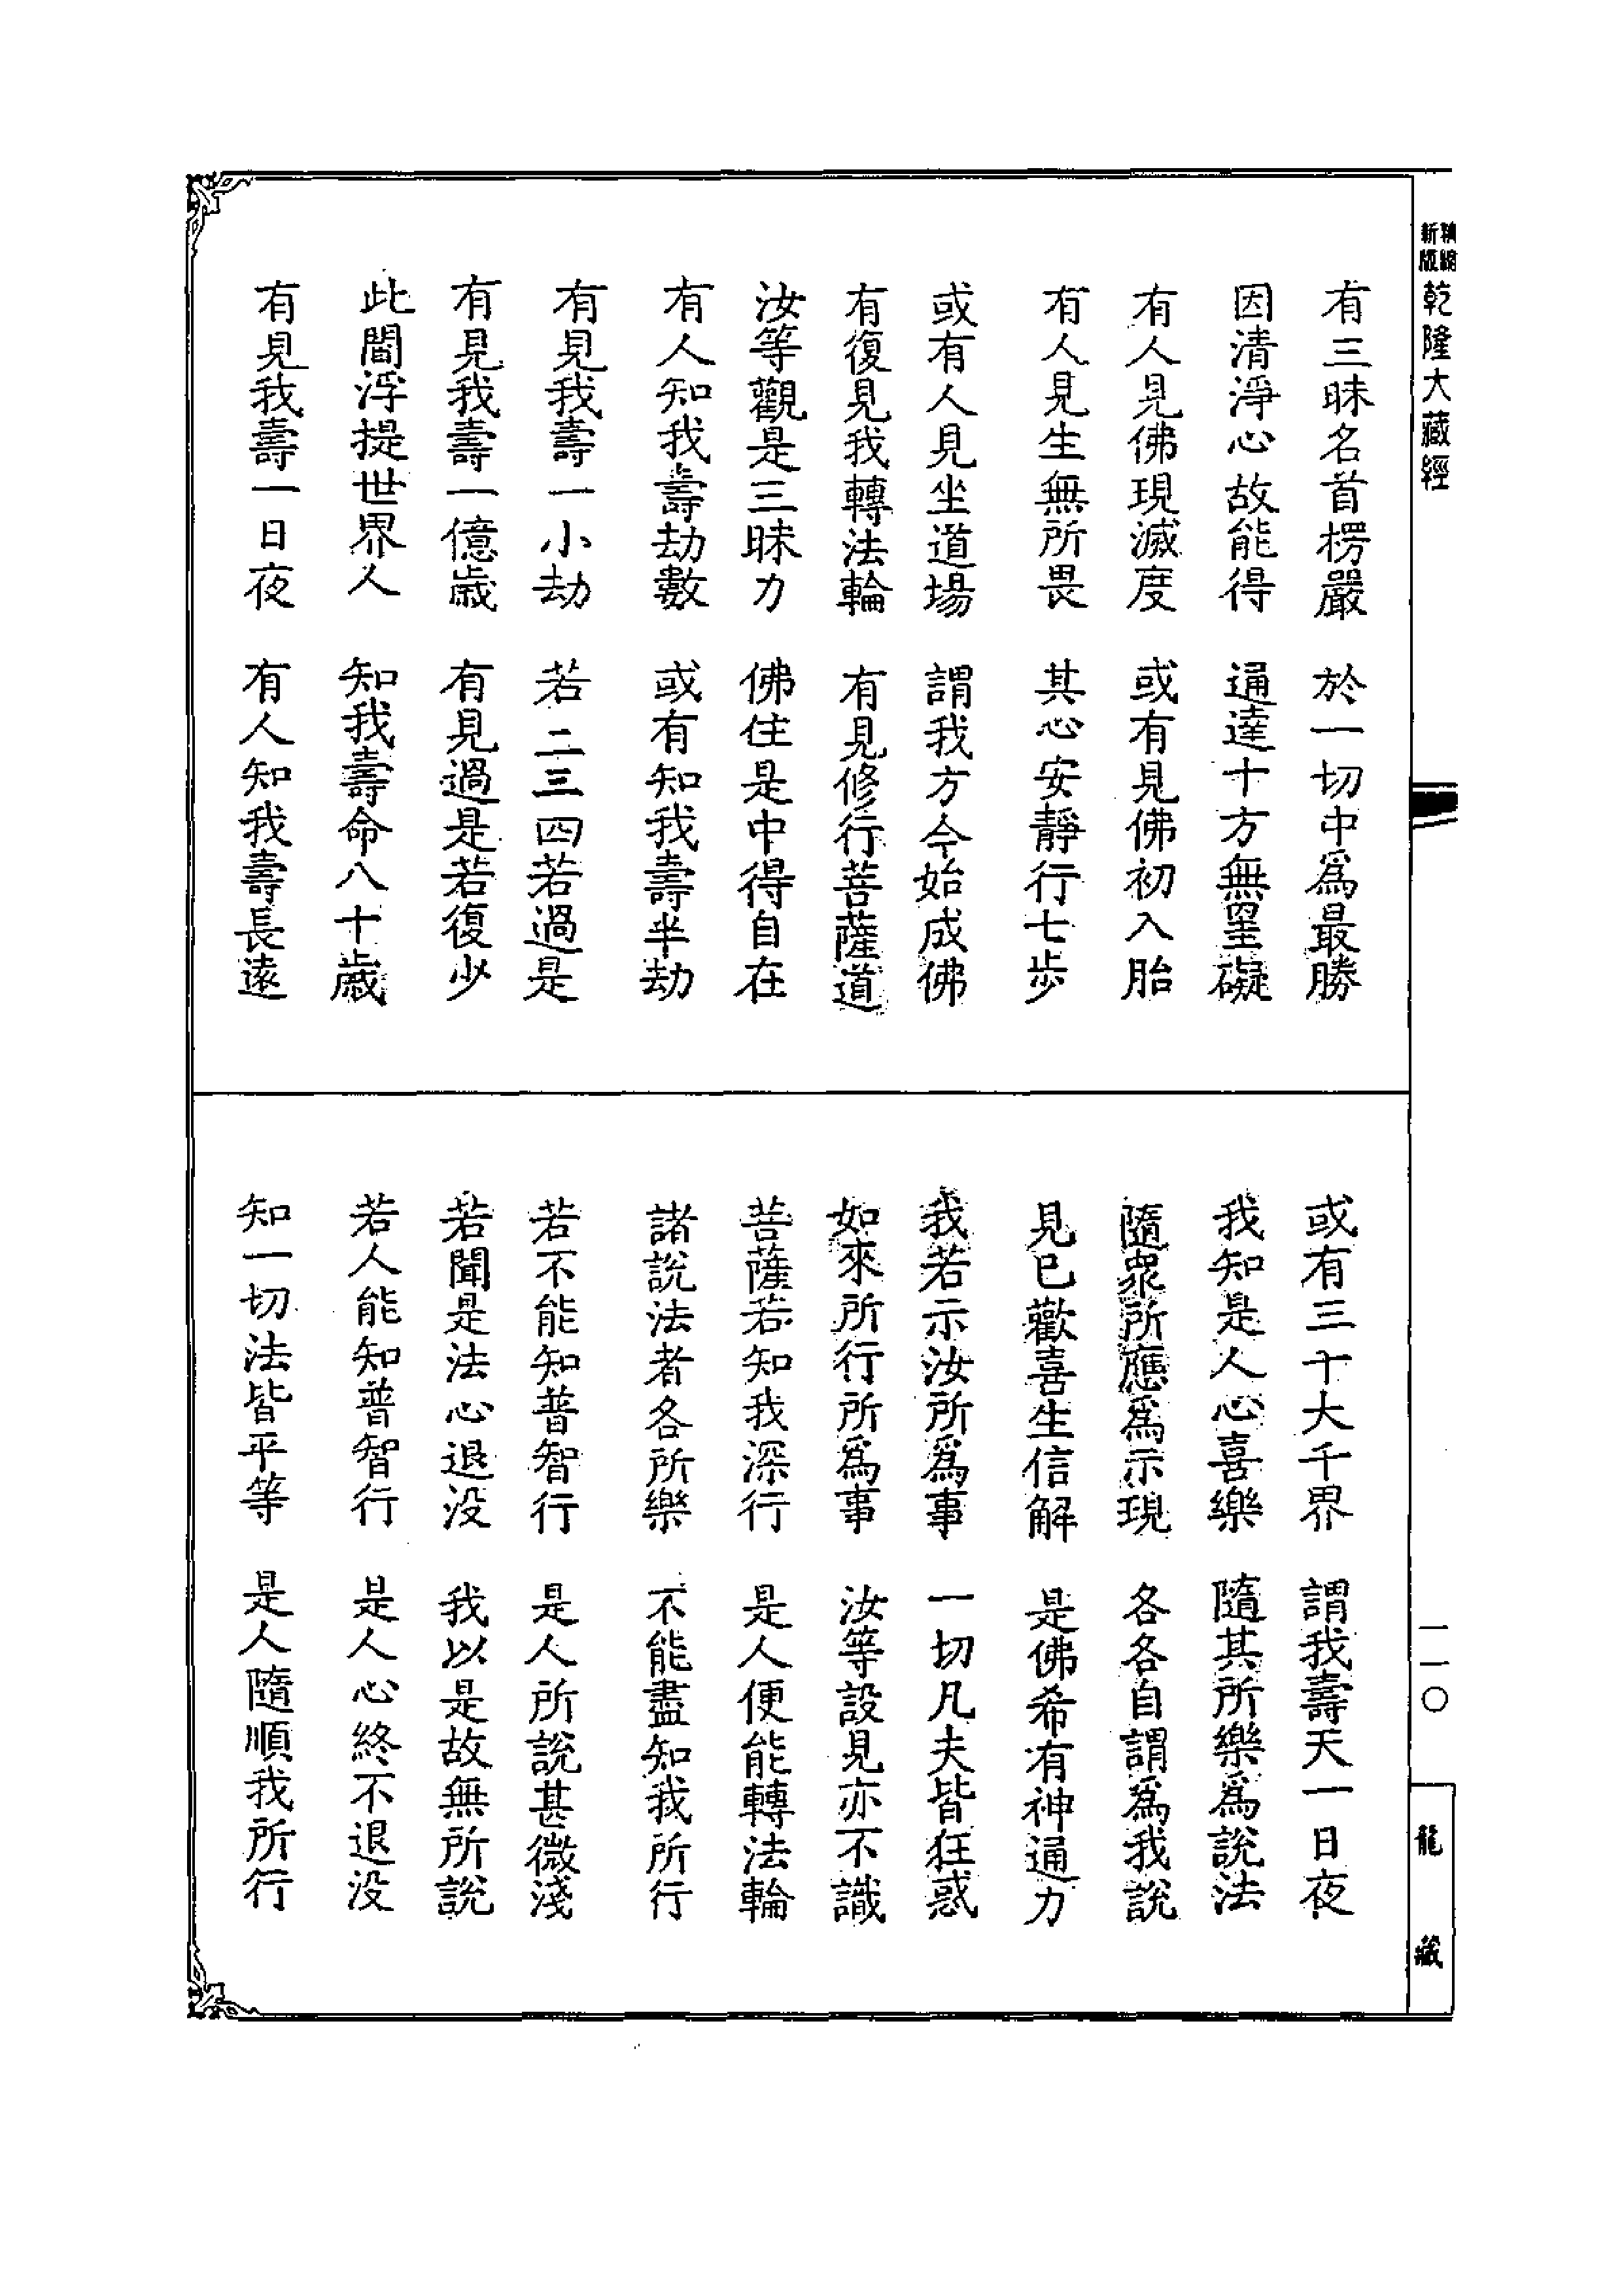 新版
精縮
乾隆大藏經
一一〇
龍藏
有三昧名首楞嚴　於一切中爲最勝
因清淨心故能得　通達十方無罣礙
有人見佛現滅度　或有見佛初入胎
有人見生無所畏　其心安靜行七步
或有人見坐道場　謂我方今始成佛
有復見我轉法輪　有見修行菩薩道
汝等觀是三昧力　佛住是中得自在
有人知我壽劫數　或有知我壽半劫
有見我壽一小劫　若二三四若過是
有見我壽一億歲　有見過是若復少
此閻浮提世界人　知我壽命八十歲
有見我壽一日夜　有人知我壽長遠
或有三千大千界　謂我壽天一日夜
我知是人心喜樂　隨其所樂爲說法
隨衆所應爲示現　各各自謂爲我說
見已歡喜生信解　是佛希有神通力
我若示汝所爲事　一切凡夫皆狂惑
如來所行所爲事　汝等設見亦不識
菩薩若知我深行　是人便能轉法輪
諸說法者各所樂　不能盡知我所行
若不能知普智行　是人所說甚微淺
若聞是法心退没　我以是故無所說
若人能知普智行　是人心終不退没
知一切法皆平等　是人隨順我所行